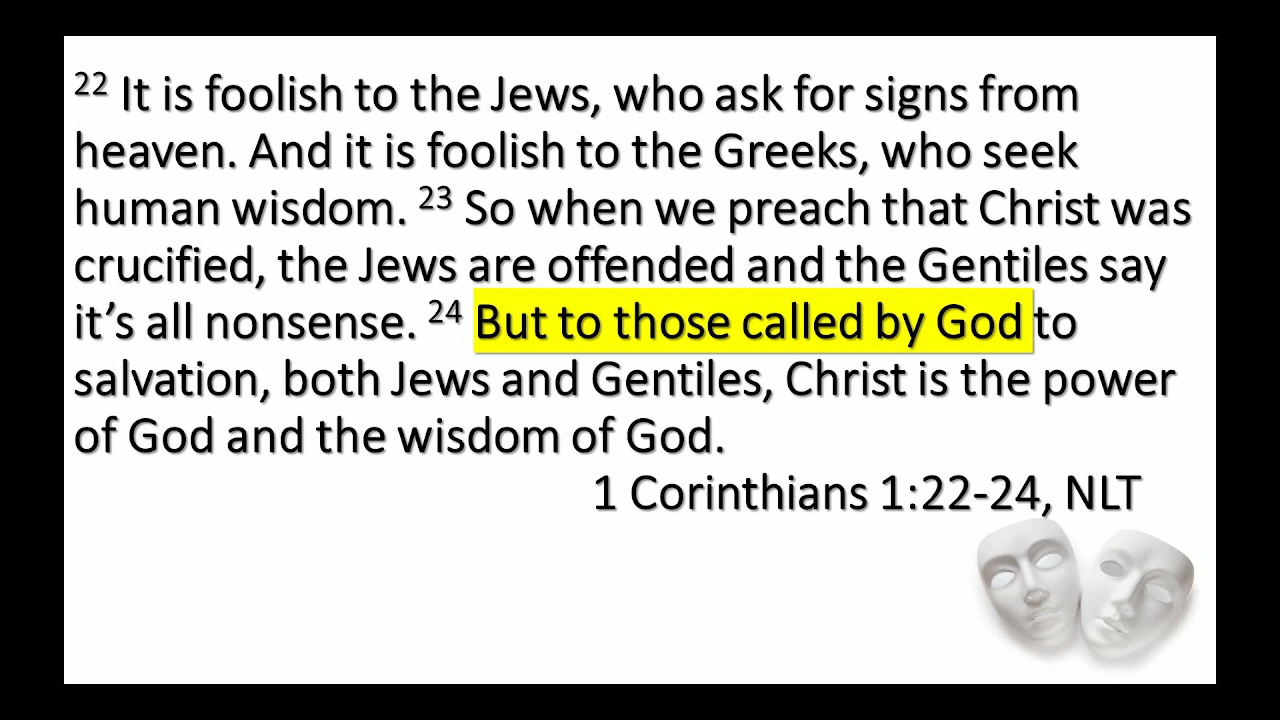 22 It is foolish to the Jews, who ask for signs from
heaven. And it is foolish to the Greeks, who seek
human wisdom. 23 So when we preach that Christ was
crucified, the Jews are offended and the Gentiles say
it’s all nonsense. 24 But to those called by God to
salvation, both Jews and Gentiles, Christ is the power
of God and the wisdom of God.
1 Corinthians 1:22-24, NLT